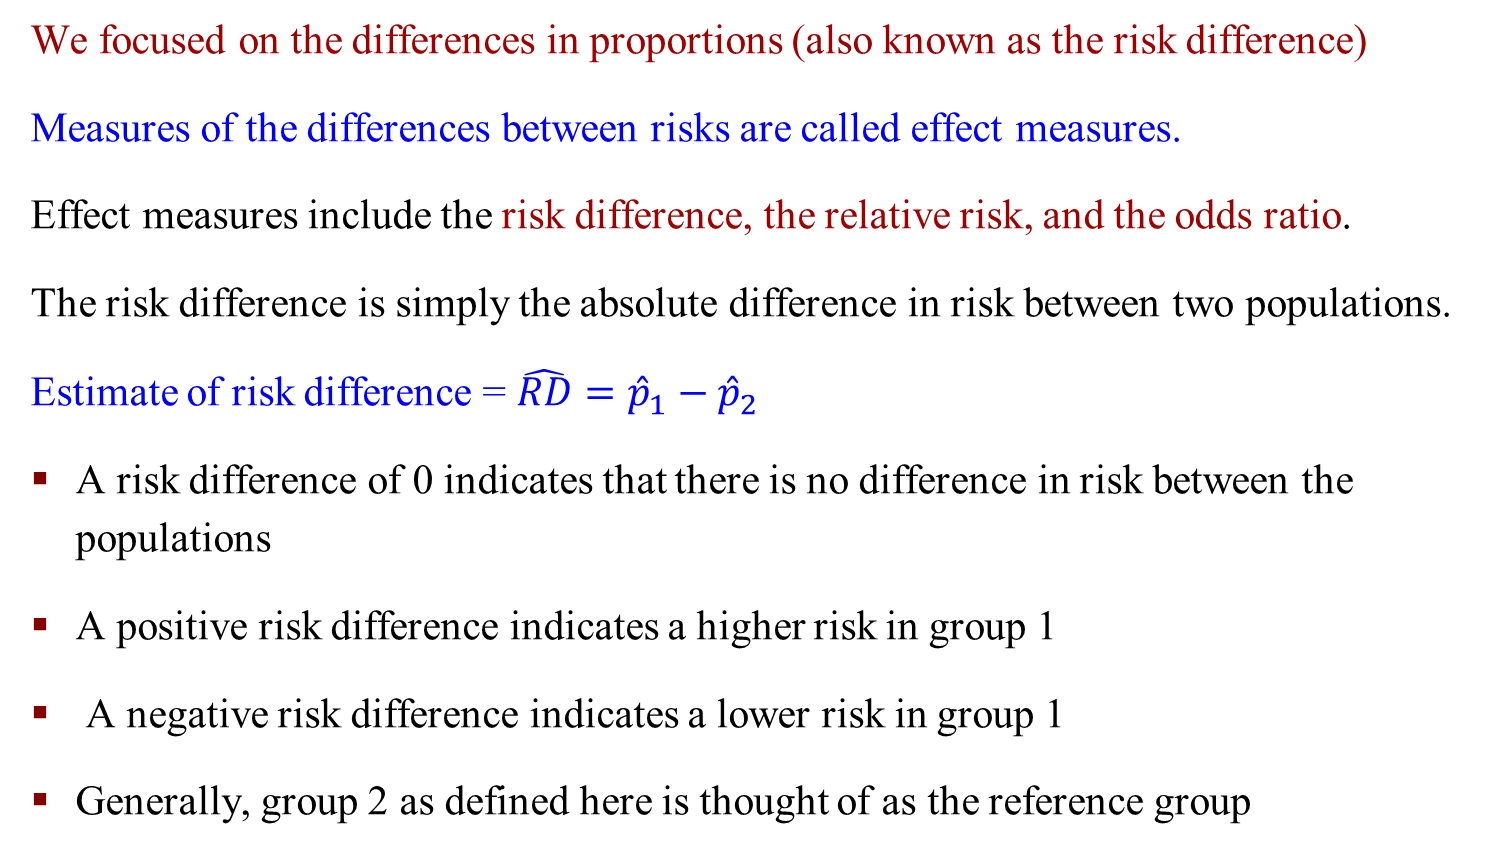 We focused on the differences in proportions (also known as the risk difference)
Measures of the differences between risks are called effect measures.
Effect measures include the risk difference, the relative risk, and the odds ratio.
The risk difference is simply the absolute difference in risk between two populations.
Estimate of risk difference = \widehat{RD} = p̂₁ − p̂₂
▪ A risk difference of 0 indicates that there is no difference in risk between the
populations
▪ A positive risk difference indicates a higher risk in group 1
▪ A negative risk difference indicates a lower risk in group 1
▪ Generally, group 2 as defined here is thought of as the reference group